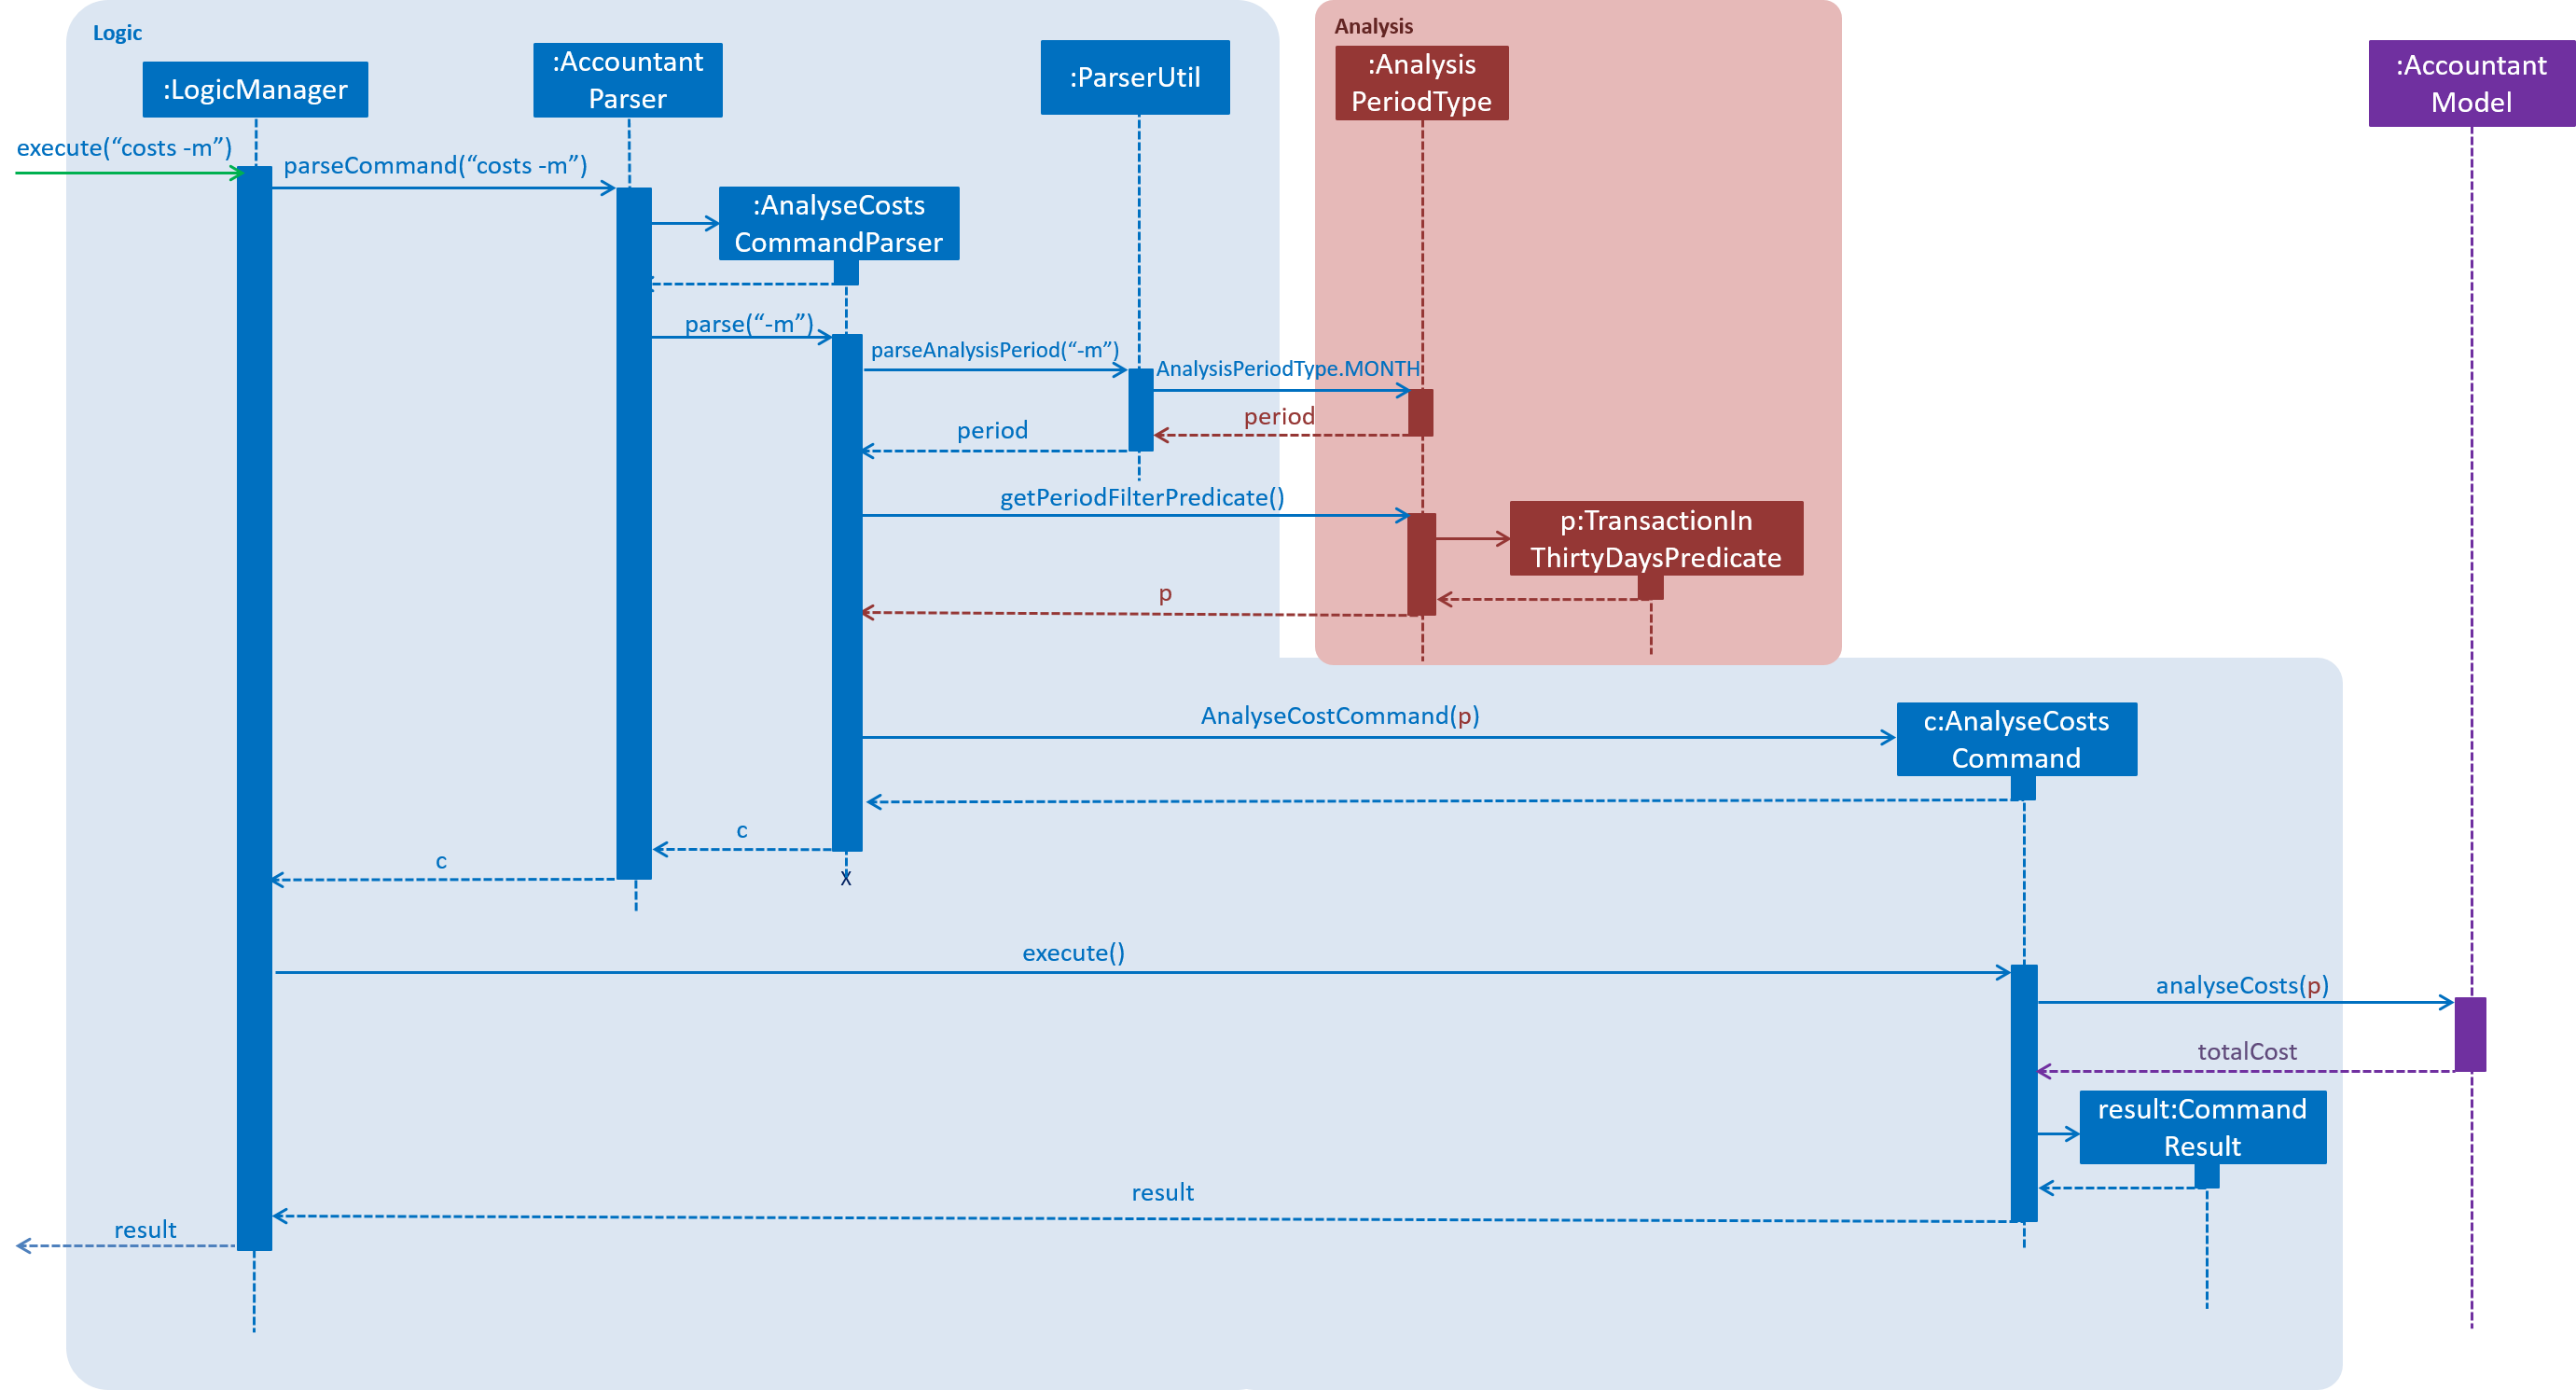 Logic
Analysis
:LogicManager
:Accountant
Parser
:ParserUtil
:Analysis
PeriodType
:Accountant
Model
execute(“costs -m”)
parseCommand(“costs -m”)
:AnalyseCosts
CommandParser
parse(“-m”)
parseAnalysisPeriod(“-m”)
AnalysisPeriodType.MONTH
period
period
getPeriodFilterPredicate()
p:TransactionIn
ThirtyDaysPredicate
p
AnalyseCostCommand(p)
c:AnalyseCosts
Command
c
c
X
execute()
analyseCosts(p)
totalCost
result:Command
Result
result
result